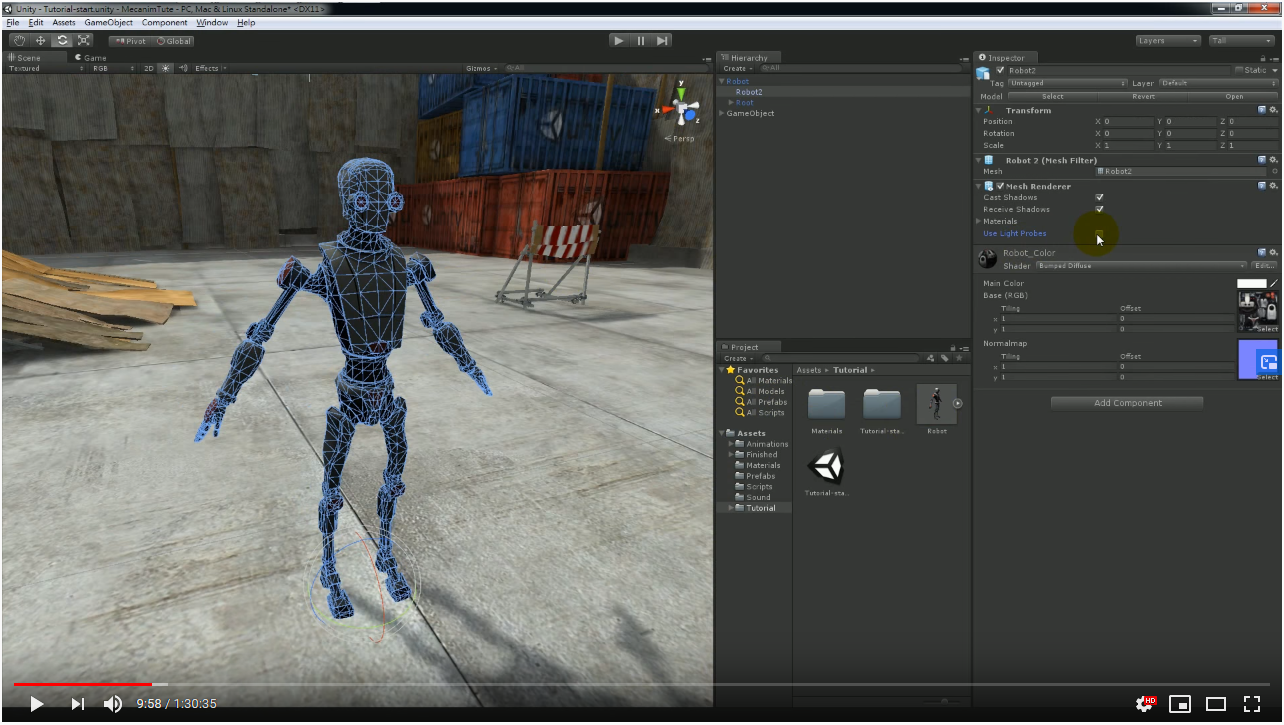 Unity - Tutorial-start.unity - MecanimTute - PC, Mac & Linux Standalone* <DX11>
File Edit Assets GameObject Component Window Help
Pivot Global
Layers Tall
Scene Game
Textured RGB 2D Effects Gizmos All
Persp
y
x
z
Hierarchy
Create All
Robot
Robot2
Root
GameObject
Project
Create
Favorites
All Materials
All Models
All Prefabs
All Scripts
Assets
Animations
Finished
Materials
Prefabs
Scripts
Sound
Tutorial
Assets Tutorial
Materials Tutorial-sta... Robot
Tutorial-sta...
Inspector
Robot2 Static
Tag Untagged Layer Default
Model Select Revert Open
Transform
Position X 0 Y 0 Z 0
Rotation X 0 Y 0 Z 0
Scale X 1 Y 1 Z 1
Robot 2 (Mesh Filter)
Mesh Robot2
Mesh Renderer
Cast Shadows
Receive Shadows
Materials
Use Light Probes
Robot_Color
Shader Bumped Diffuse Edit...
Main Color
Base (RGB)
Tiling Offset
x 1 0
y 1 0
Select
Normalmap
Tiling Offset
x 1 0
y 1 0
Select
Add Component
9:58 / 1:30:35
HD